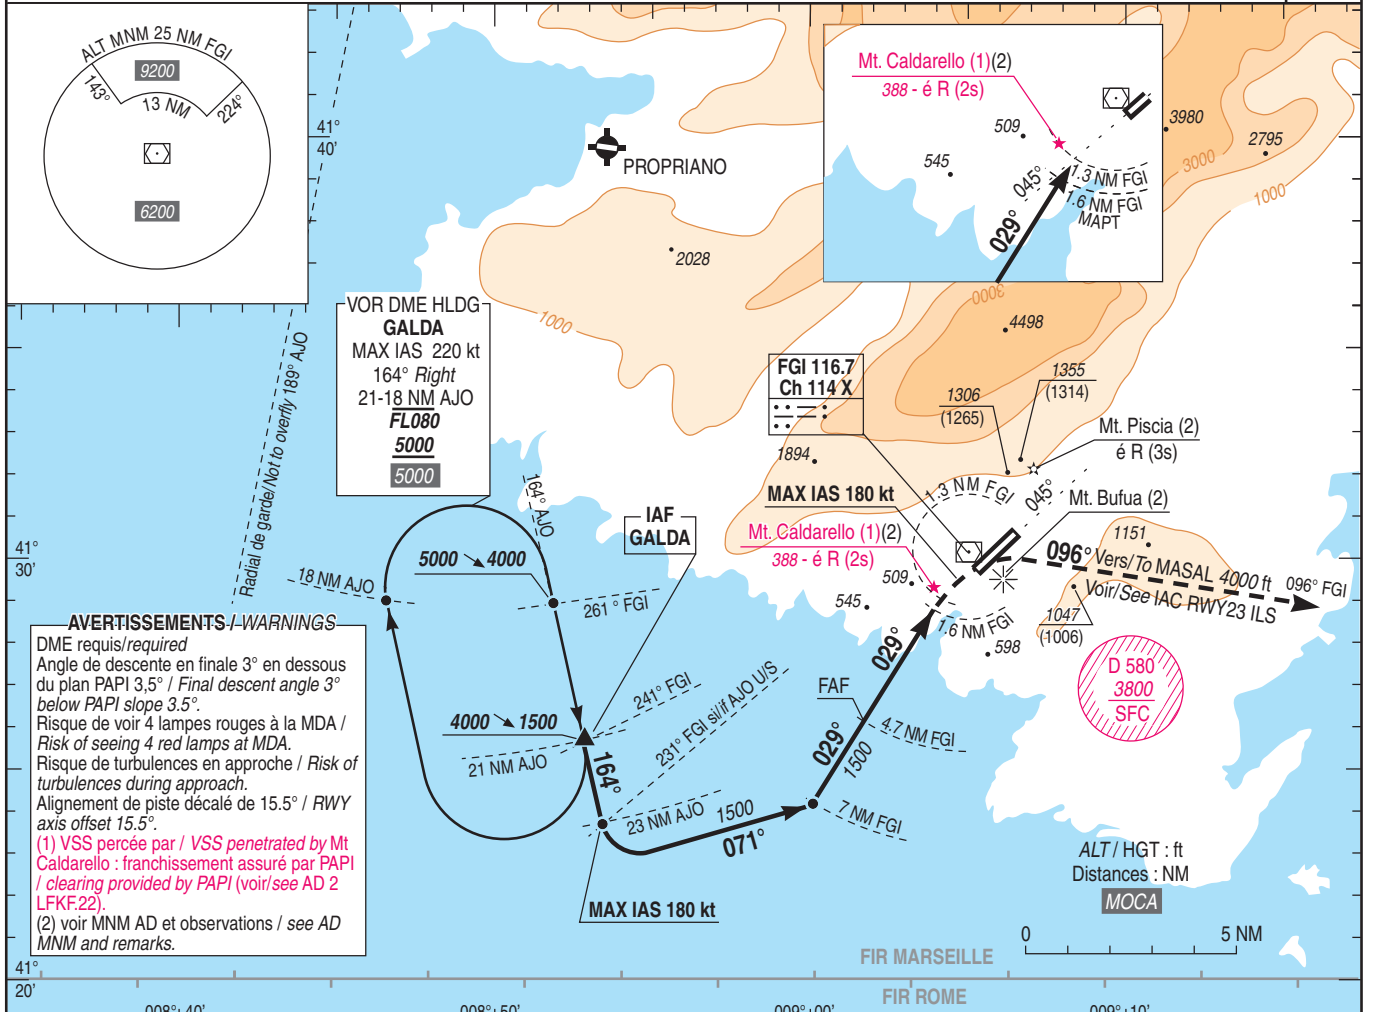 ALT MNM 25 NM FGI
9200
143°
13 NM
224°
6200
41°
40'
PROPRIANO
2028
1000
Mt. Caldarello (1)(2)
388 - é R (2s)
509
545
045°
1.3 NM FGI
1.6 NM FGI
MAPT
029°
3980
2795
3000
1000
3000
4498
Radial de garde/Not to overfly 189° AJO
VOR DME HLDG
GALDA
MAX IAS 220 kt
164° Right
21-18 NM AJO
FL080
5000
5000
164° AJO
IAF
GALDA
5000 ↘ 4000
18 NM AJO
261° FGI
4000 ↘ 1500
21 NM AJO
241° FGI
231° FGI si/if AJO U/S
164°
23 NM AJO
1500
071°
MAX IAS 180 kt
FGI 116.7
Ch 114 X
1894
MAX IAS 180 kt
Mt. Caldarello (1)(2)
388 - é R (2s)
509
545
1306
(1265)
1355
(1314)
Mt. Piscia (2)
é R (3s)
1.3 NM FGI
045°
Mt. Bufua (2)
1151
096° Vers/To MASAL 4000 ft
096° FGI
Voir/See IAC RWY23 ILS
1047
(1006)
1.6 NM FGI
598
029°
FAF
4.7 NM FGI
029°
1500
7 NM FGI
D 580
3800
SFC
41°
30'
AVERTISSEMENTS / WARNINGS
DME requis/required
Angle de descente en finale 3° en dessous
du plan PAPI 3,5° / Final descent angle 3°
below PAPI slope 3.5°.
Risque de voir 4 lampes rouges à la MDA /
Risk of seeing 4 red lamps at MDA.
Risque de turbulences en approche / Risk of
turbulences during approach.
Alignement de piste décalé de 15.5° / RWY
axis offset 15.5°.
(1) VSS percée par / VSS penetrated by Mt
Caldarello : franchissement assuré par PAPI
/ clearing provided by PAPI (voir/see AD 2
LFKF.22).
(2) voir MNM AD et observations / see AD
MNM and remarks.
ALT / HGT : ft
Distances : NM
MOCA
0 5 NM
FIR MARSEILLE
FIR ROME
41°
20'
008°40'
008°50'
009°00'
009°10'